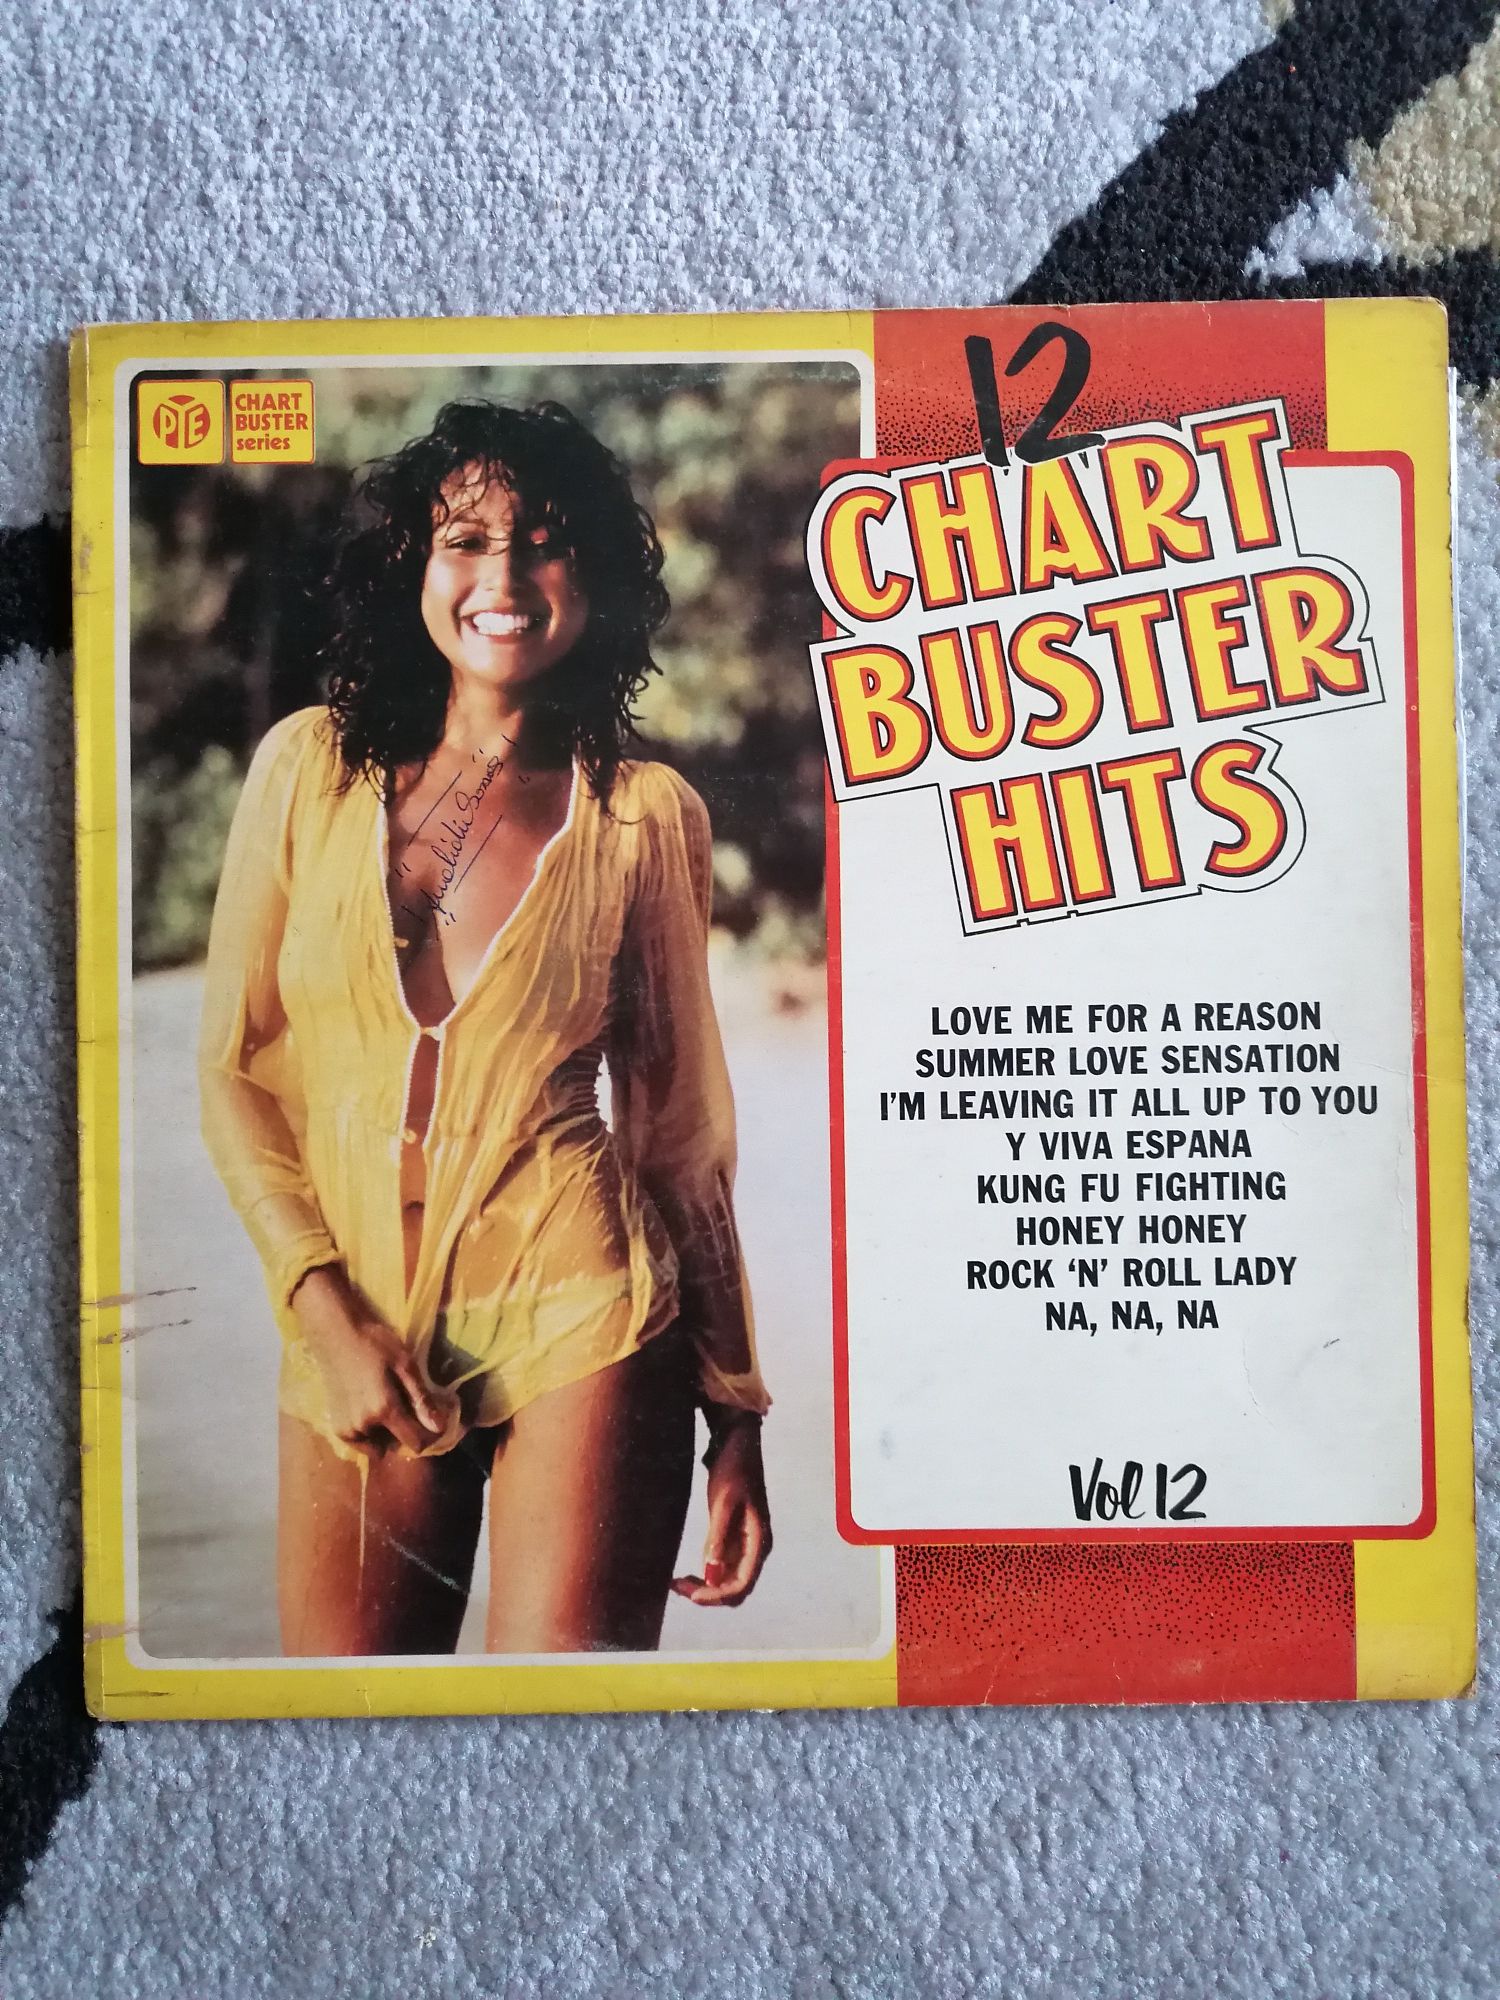 PYE
CHART
BUSTER
series
12
CHART
BUSTER
HITS
LOVE ME FOR A REASON
SUMMER LOVE SENSATION
I'M LEAVING IT ALL UP TO YOU
Y VIVA ESPANA
KUNG FU FIGHTING
HONEY HONEY
ROCK 'N' ROLL LADY
NA, NA, NA
Vol 12